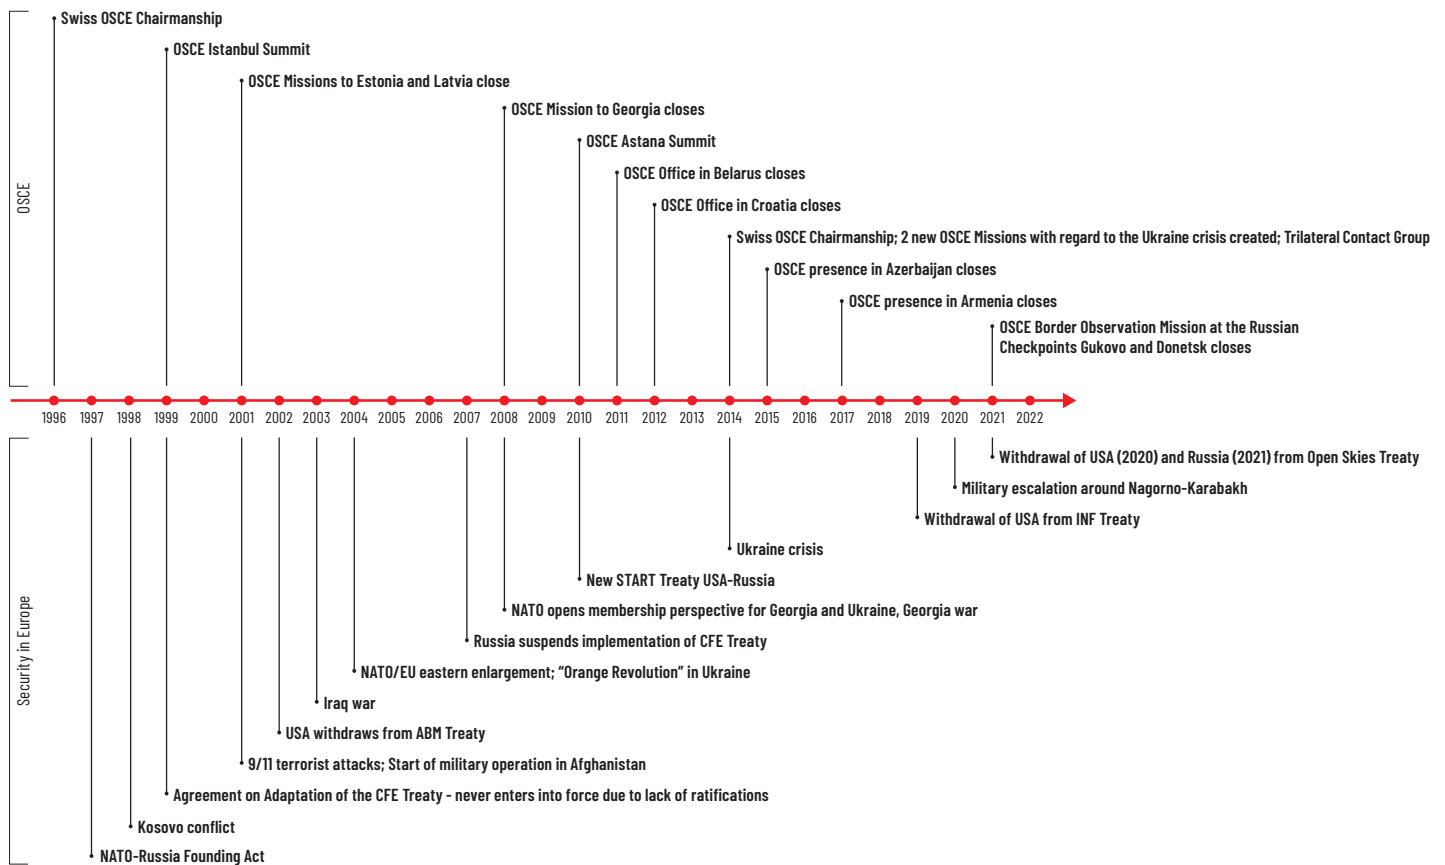 OSCE
Swiss OSCE Chairmanship
OSCE Istanbul Summit
OSCE Missions to Estonia and Latvia close
OSCE Mission to Georgia closes
OSCE Astana Summit
OSCE Office in Belarus closes
OSCE Office in Croatia closes
Swiss OSCE Chairmanship; 2 new OSCE Missions with regard to the Ukraine crisis created; Trilateral Contact Group
OSCE presence in Azerbaijan closes
OSCE presence in Armenia closes
OSCE Border Observation Mission at the Russian
Checkpoints Gukovo and Donetsk closes
1996 1997 1998 1999 2000 2001 2002 2003 2004 2005 2006 2007 2008 2009 2010 2011 2012 2013 2014 2015 2016 2017 2018 2019 2020 2021 2022
Security in Europe
Withdrawal of USA (2020) and Russia (2021) from Open Skies Treaty
Military escalation around Nagorno-Karabakh
Withdrawal of USA from INF Treaty
Ukraine crisis
New START Treaty USA-Russia
NATO opens membership perspective for Georgia and Ukraine, Georgia war
Russia suspends implementation of CFE Treaty
NATO/EU eastern enlargement; “Orange Revolution” in Ukraine
Iraq war
USA withdraws from ABM Treaty
9/11 terrorist attacks; Start of military operation in Afghanistan
Agreement on Adaptation of the CFE Treaty - never enters into force due to lack of ratifications
Kosovo conflict
NATO-Russia Founding Act